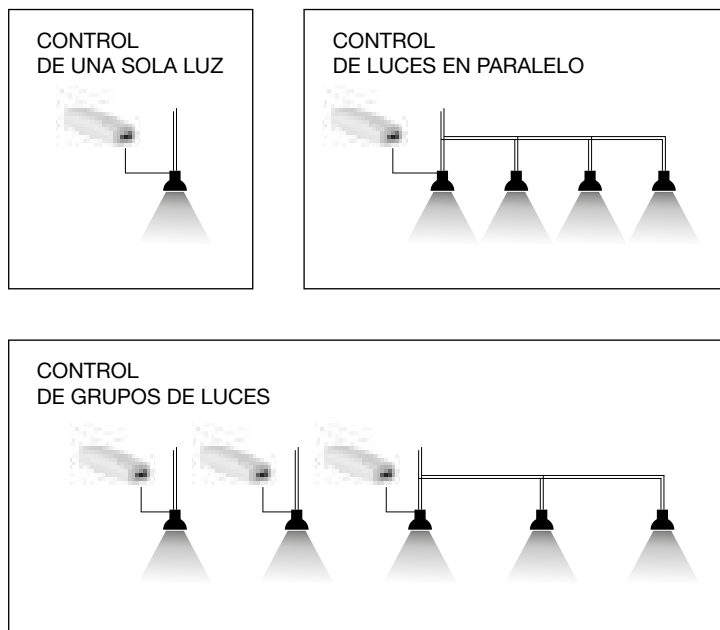 CONTROL
DE UNA SOLA LUZ
CONTROL
DE LUCES EN PARALELO
CONTROL
DE GRUPOS DE LUCES